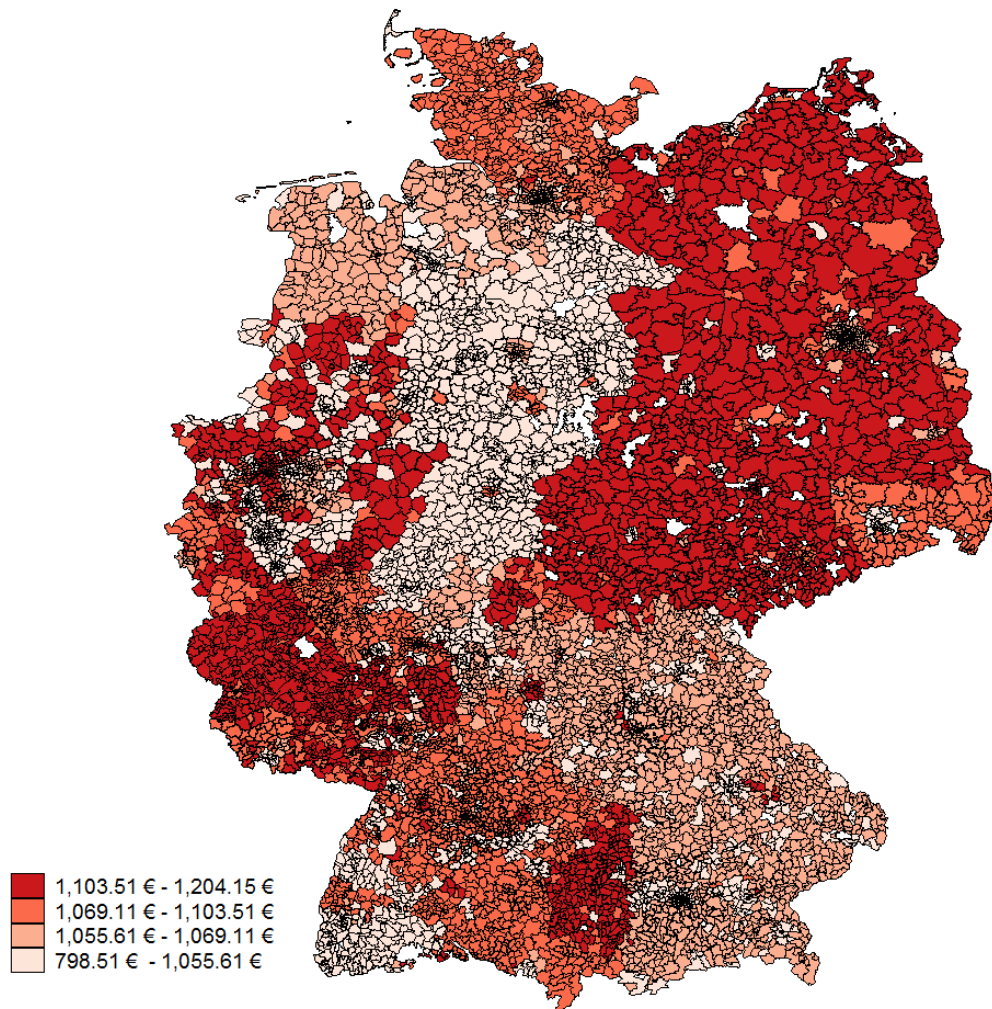 1,103.51 € - 1,204.15 €
1,069.11 € - 1,103.51 €
1,055.61 € - 1,069.11 €
798.51 € - 1,055.61 €